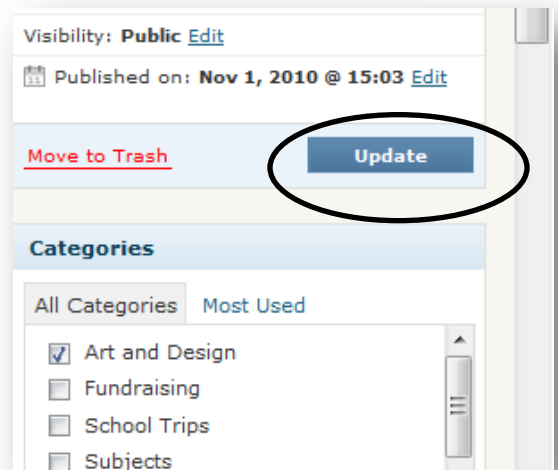 Visibility: Public Edit
11 Published on: Nov 1, 2010 @ 15:03 Edit
Move to Trash Update
Categories
All Categories Most Used
Art and Design
Fundraising
School Trips
Subjects